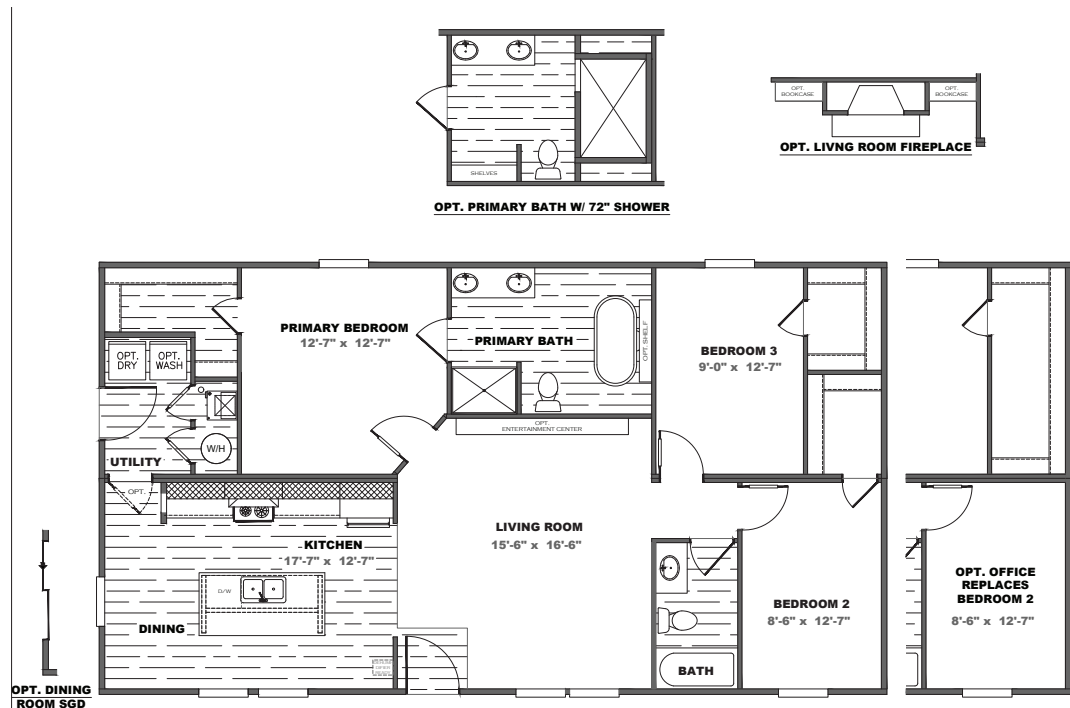 OPT.
BOOKCASE
OPT.
BOOKCASE
OPT. LIVNG ROOM FIREPLACE
SHELVES
OPT. PRIMARY BATH W/ 72" SHOWER
PRIMARY BEDROOM
12'-7" x 12'-7"
PRIMARY BATH
OPT. SHELF
BEDROOM 3
9'-0" x 12'-7"
OPT.
DRY
OPT.
WASH
OPT.
ENTERTAINMENT CENTER
W/H
UTILITY
OPT.
KITCHEN
17'-7" x 12'-7"
LIVING ROOM
15'-6" x 16'-6"
D/W
DINING
BATH
BEDROOM 2
8'-6" x 12'-7"
OPT. OFFICE
REPLACES
BEDROOM 2
8'-6" x 12'-7"
OPT. DINING
ROOM SGD